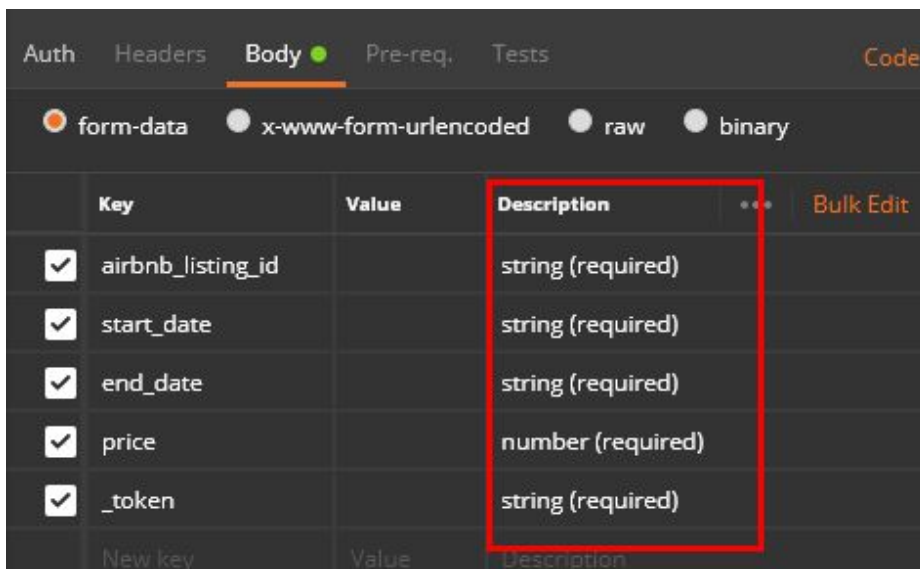 Auth Headers Body Pre-req. Tests Code
form-data x-www-form-urlencoded raw binary
Key Value Description ••• Bulk Edit
airbnb_listing_id string (required)
start_date string (required)
end_date string (required)
price number (required)
_token string (required)
New key Value Description